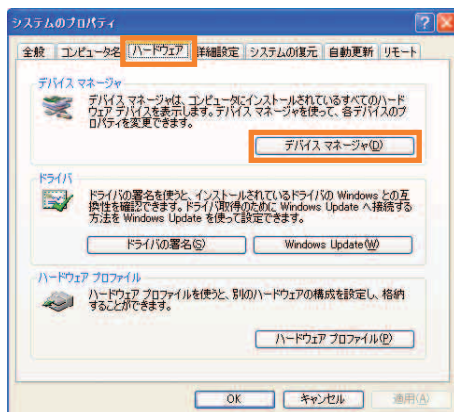 システムのプロパティ
全般 コンピュータ名 ハードウェア 詳細設定 システムの復元 自動更新 リモート
デバイス マネージャ
デバイス マネージャは、コンピュータにインストールされているすべてのハード
ウェア デバイスを表示します。デバイス マネージャを使って、各デバイスのプ
ロパティを変更できます。
デバイス マネージャ(D)
ドライバ
ドライバの署名を使うと、インストールされているドライバの Windows との互
換性を確認できます。ドライバ取得のために Windows Update へ接続する
方法を Windows Update を使って設定できます。
ドライバの署名(S) Windows Update(W)
ハードウェア プロファイル
ハードウェア プロファイルを使うと、別のハードウェアの構成を設定し、格納
することができます。
ハードウェア プロファイル(P)
OK キャンセル 適用(A)